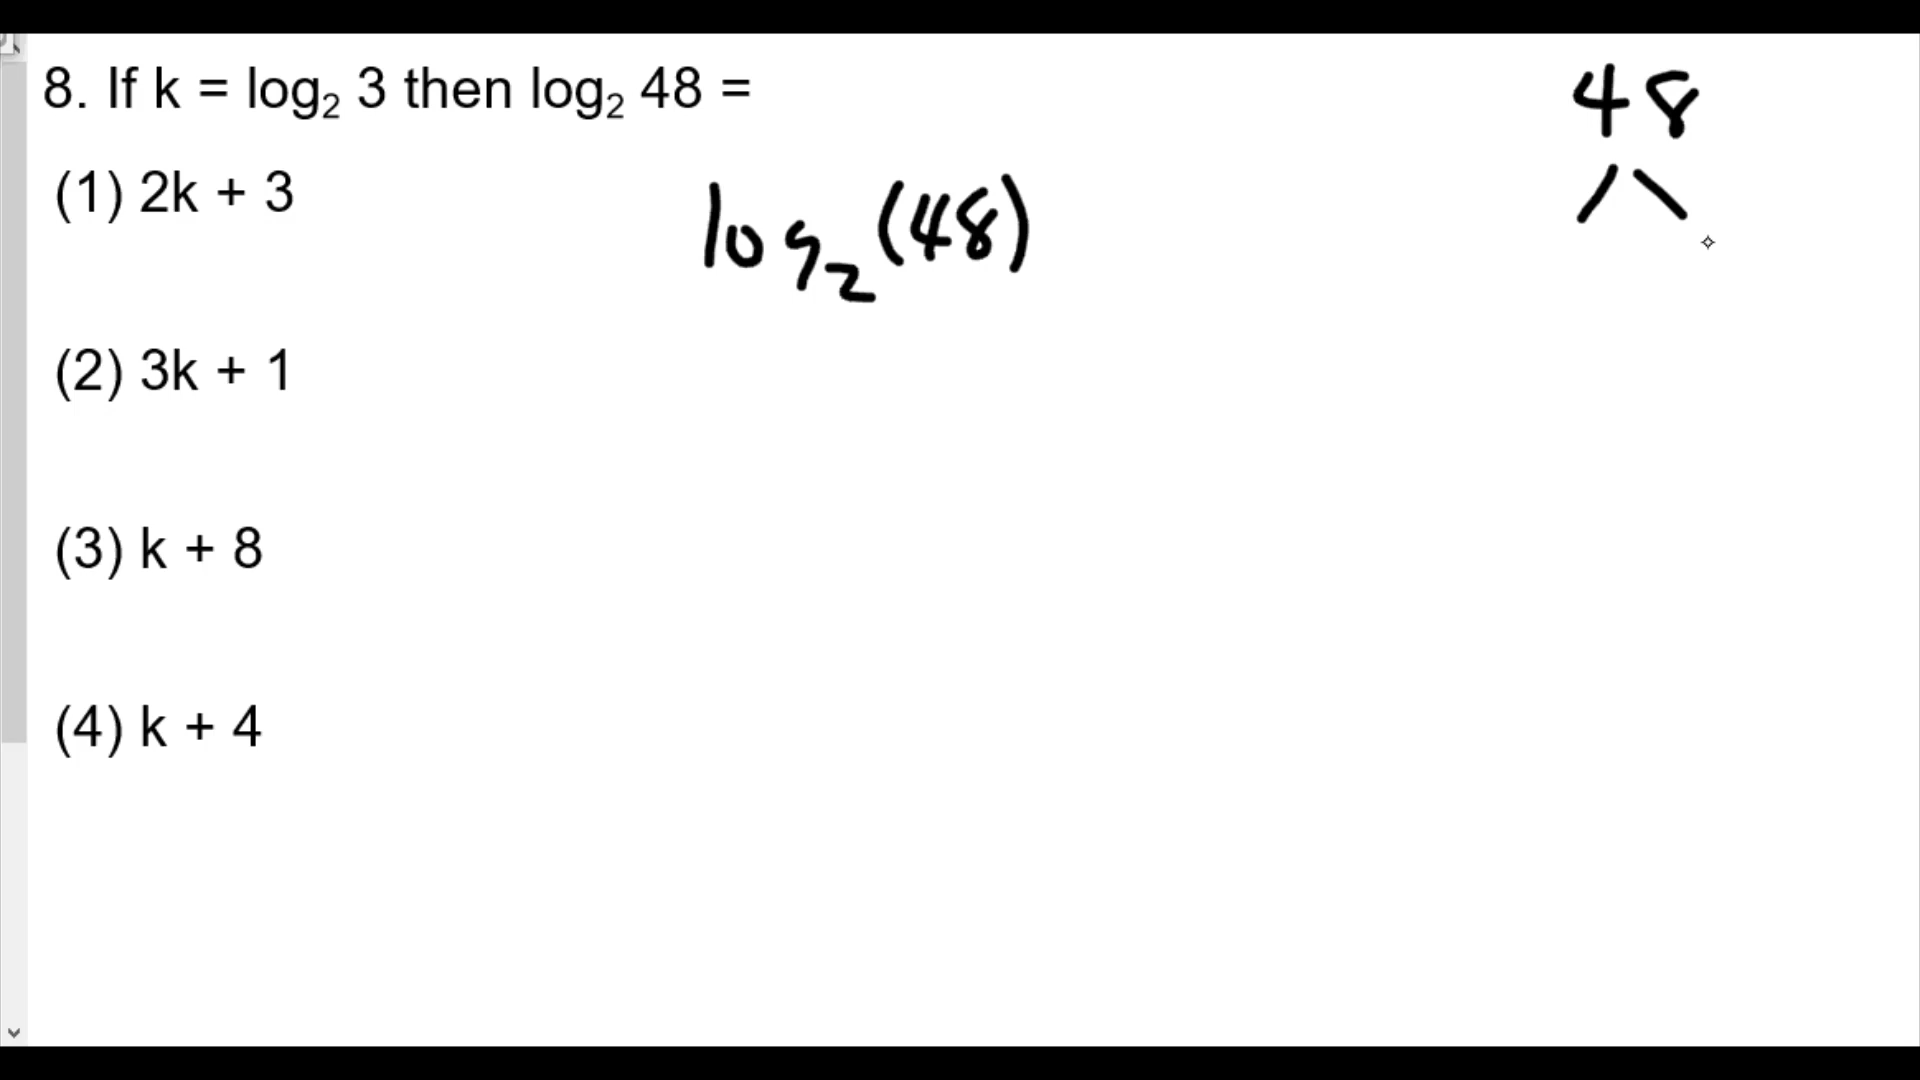 8. If k = log₂ 3 then log₂ 48 =
48
(1) 2k + 3
log₂(48)
(2) 3k + 1
(3) k + 8
(4) k + 4